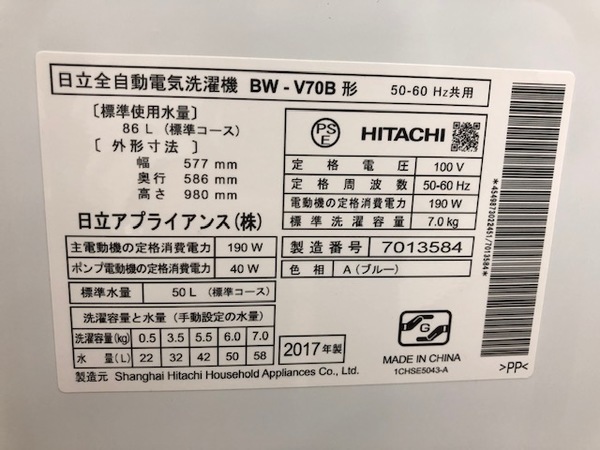 日立全自動電気洗濯機 BW-V70B 形 50-60 Hz共用
[標準使用水量]
86 L (標準コース)
[外形寸法]
幅 577 mm
奥行 586 mm
高さ 980 mm
日立アプライアンス(株)
PSE HITACHI
定格電圧 100 V
定格周波数 50-60 Hz
電動機の定格消費電力 190 W
標準洗濯容量 7.0 kg
主電動機の定格消費電力 190 W
ポンプ電動機の定格消費電力 40 W
製造番号 7013584
色相 A (ブルー)
標準水量 50 L (標準コース)
洗濯容量と水量 (手動設定の水量)
洗濯容量(kg) 0.5 3.5 5.5 6.0 7.0
水量(L) 22 32 42 50 58
2017年製
G
MADE IN CHINA
1CHSE5043-A
製造元 Shanghai Hitachi Household Appliances Co., Ltd.
>PP<